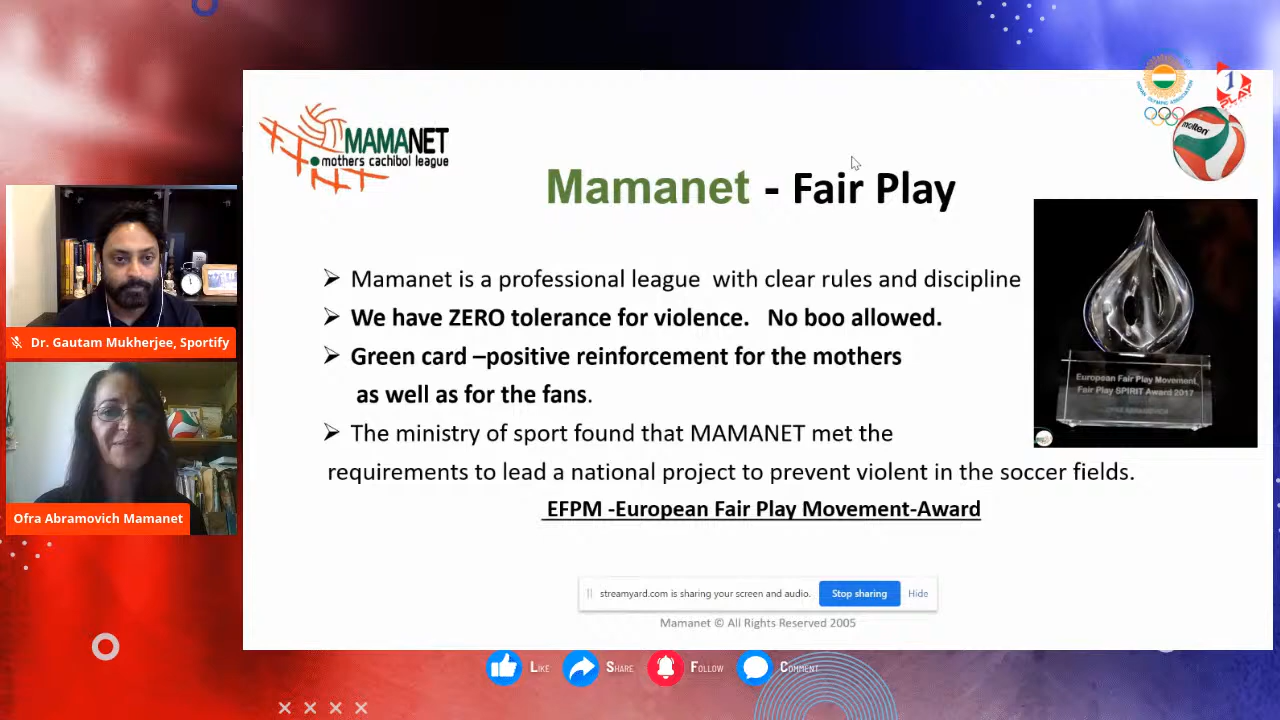 MAMANET
mothers cachibol league
Mamanet - Fair Play
INDIAN OLYMPIC ASSOCIATION
1
PLAY
molten
➢ Mamanet is a professional league with clear rules and discipline
➢ We have ZERO tolerance for violence. No boo allowed.
➢ Green card –positive reinforcement for the mothers
as well as for the fans.
➢ The ministry of sport found that MAMANET met the
requirements to lead a national project to prevent violent in the soccer fields.
EFPM -European Fair Play Movement-Award
European Fair Play Movement
Fair Play SPIRIT Award 2017
Dr. Gautam Mukherjee, Sportify
Ofra Abramovich Mamanet
streamyard.com is sharing your screen and audio.
Stop sharing
Hide
Mamanet © All Rights Reserved 2005
LIKE
SHARE
FOLLOW
COMMENT